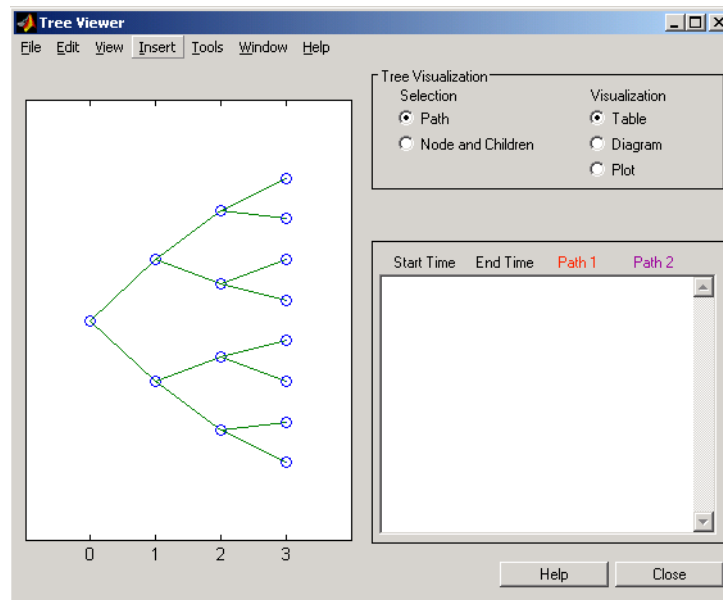 Tree Viewer
File Edit View Insert Tools Window Help
Tree Visualization
Selection Visualization
Path Table
Node and Children Diagram
Plot
Start Time End Time Path 1 Path 2
0 1 2 3
Help Close